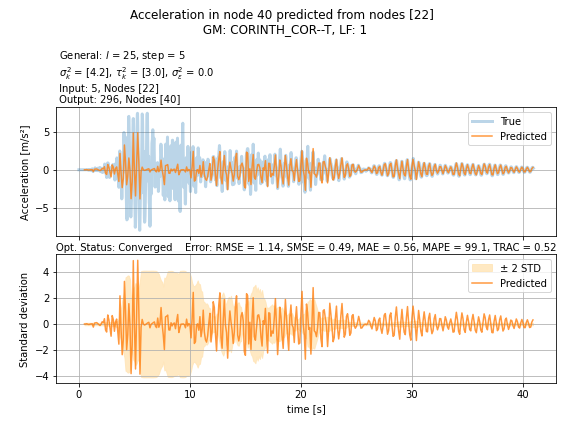 Acceleration in node 40 predicted from nodes [22]
GM: CORINTH_COR--T, LF: 1
General: l = 25, step = 5
σ²ₖ = [4.2], τ²ₖ = [3.0], σ²ε = 0.0
Input: 5, Nodes [22]
Output: 296, Nodes [40]
Acceleration [m/s²]
5
0
−5
True
Predicted
Opt. Status: Converged Error: RMSE = 1.14, SMSE = 0.49, MAE = 0.56, MAPE = 99.1, TRAC = 0.52
Standard deviation
4
2
0
−2
−4
± 2 STD
Predicted
0 10 20 30 40
time [s]